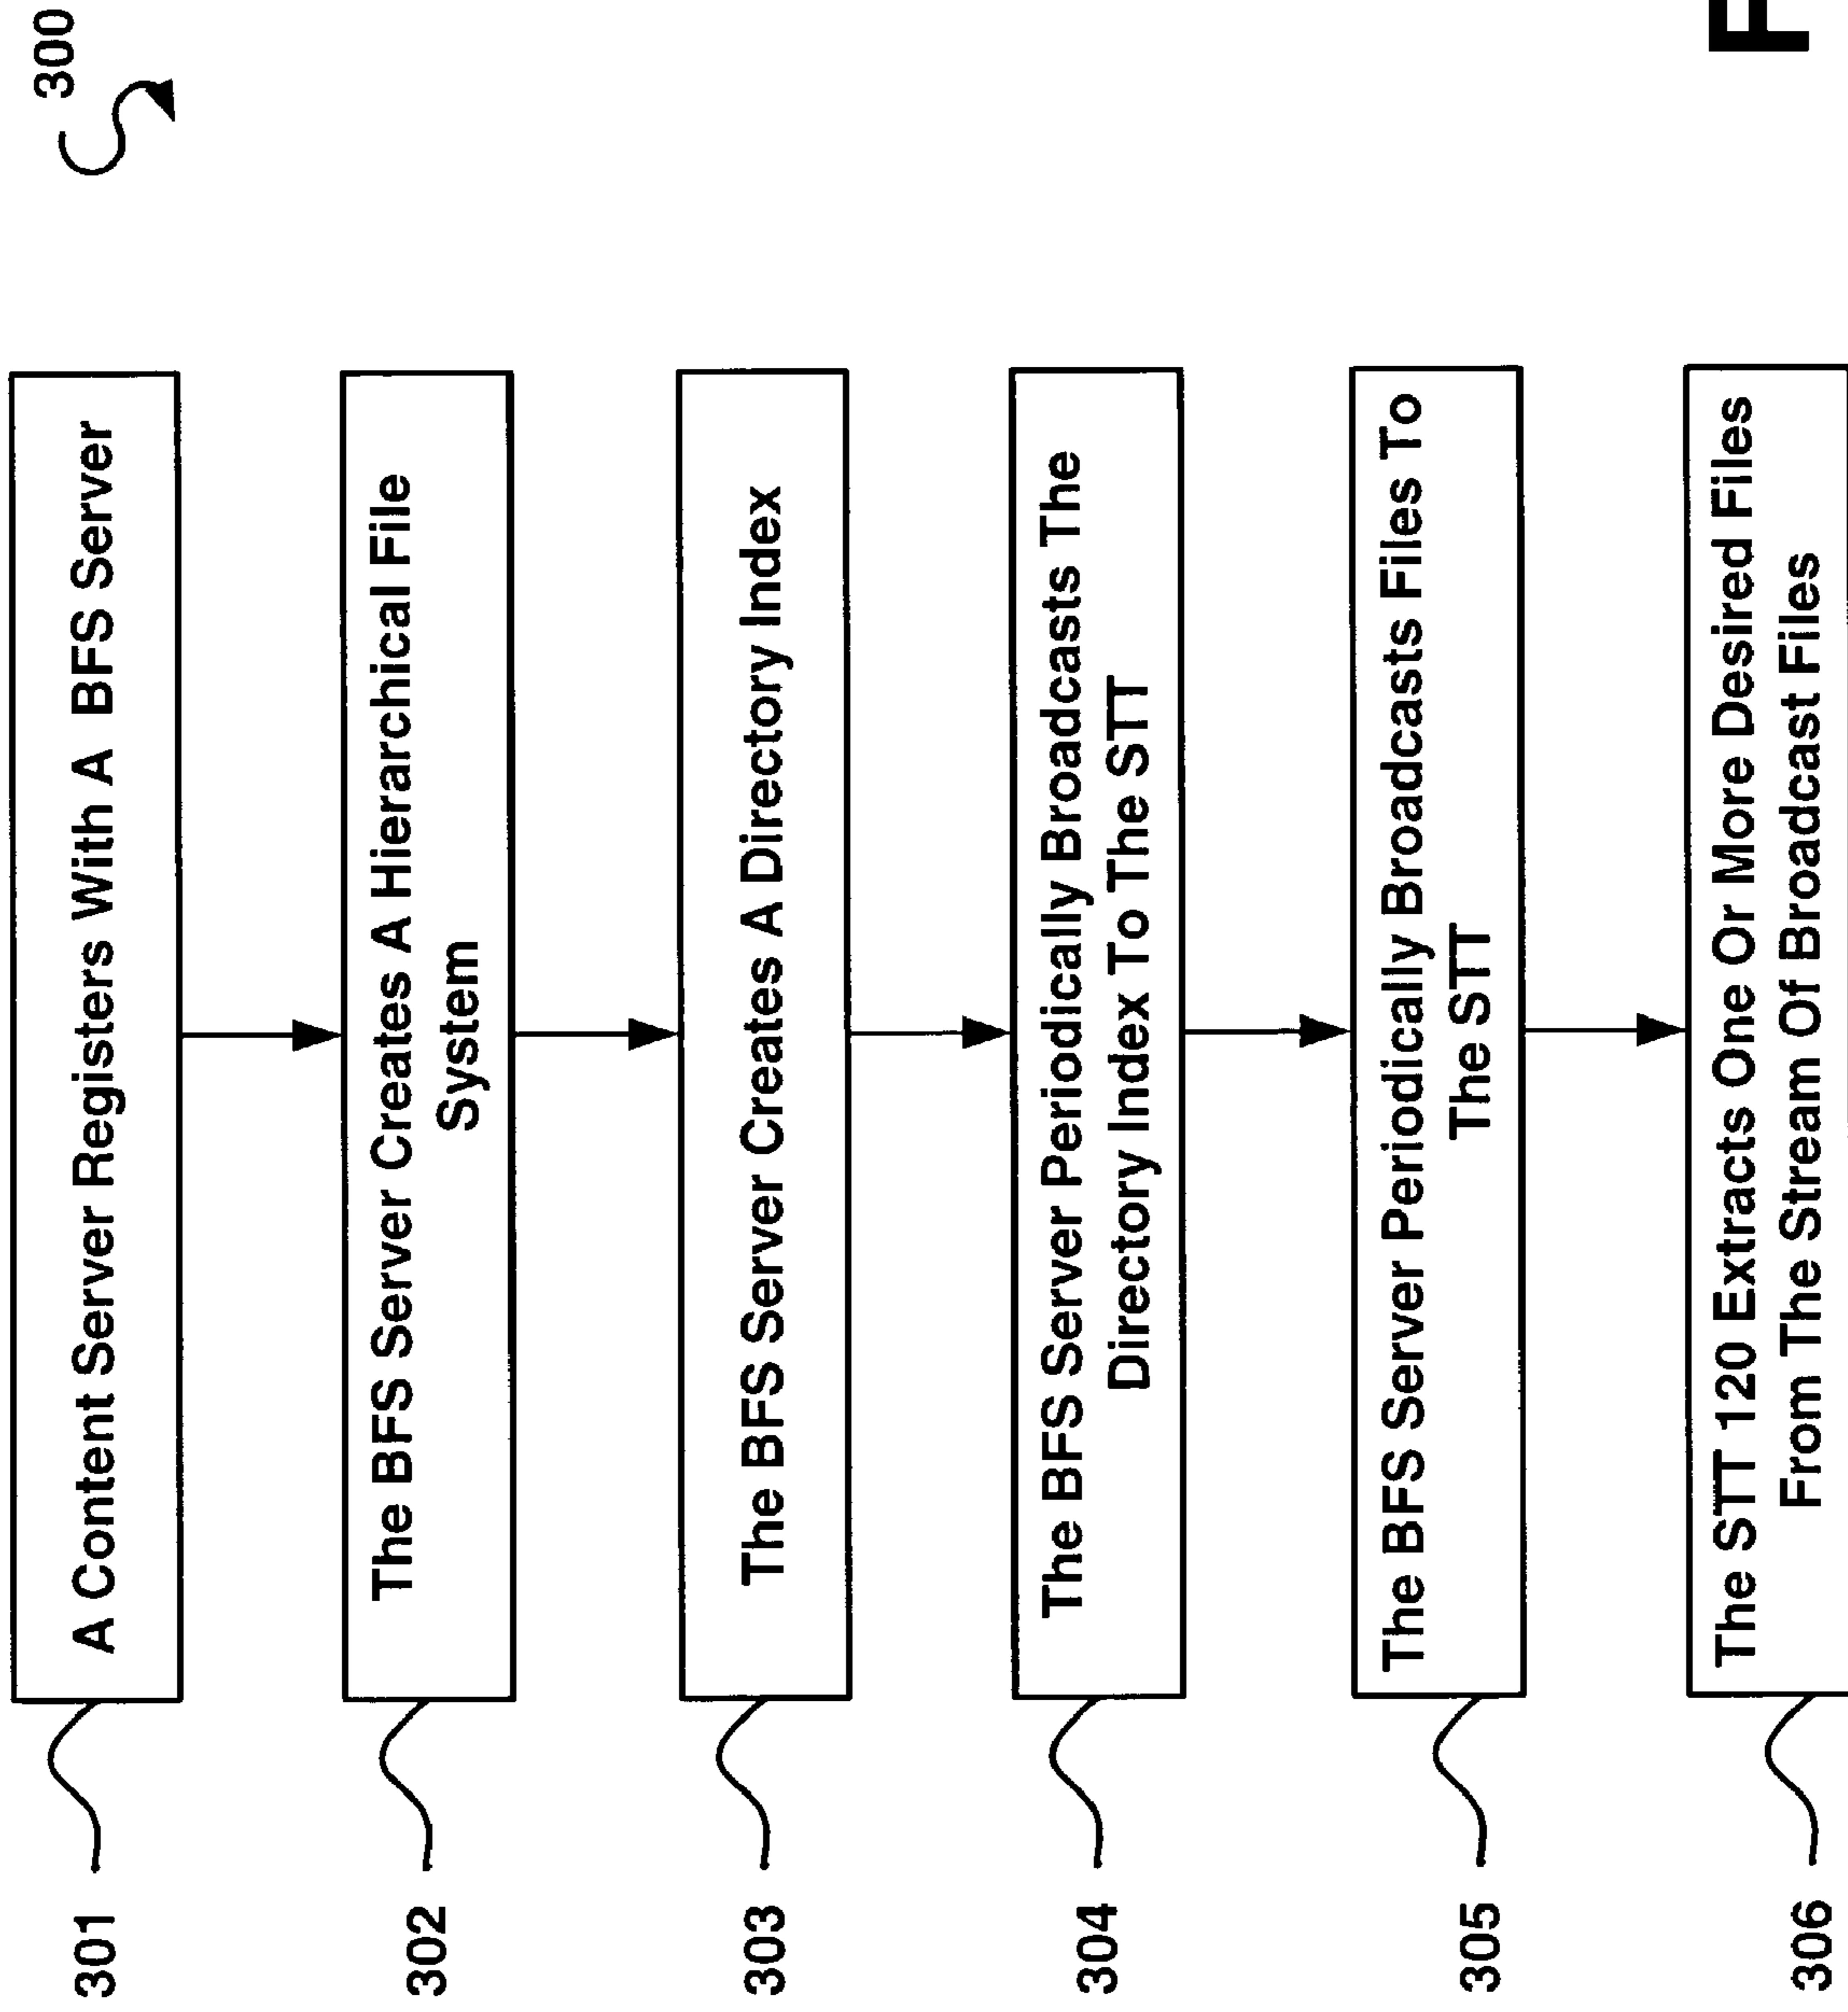 300
301
A Content Server Registers With A BFS Server
302
The BFS Server Creates A Hierarchical File
System
303
The BFS Server Creates A Directory Index
304
The BFS Server Periodically Broadcasts The
Directory Index To The STT
305
The BFS Server Periodically Broadcasts Files To
The STT
306
The STT 120 Extracts One Or More Desired Files
From The Stream Of Broadcast Files